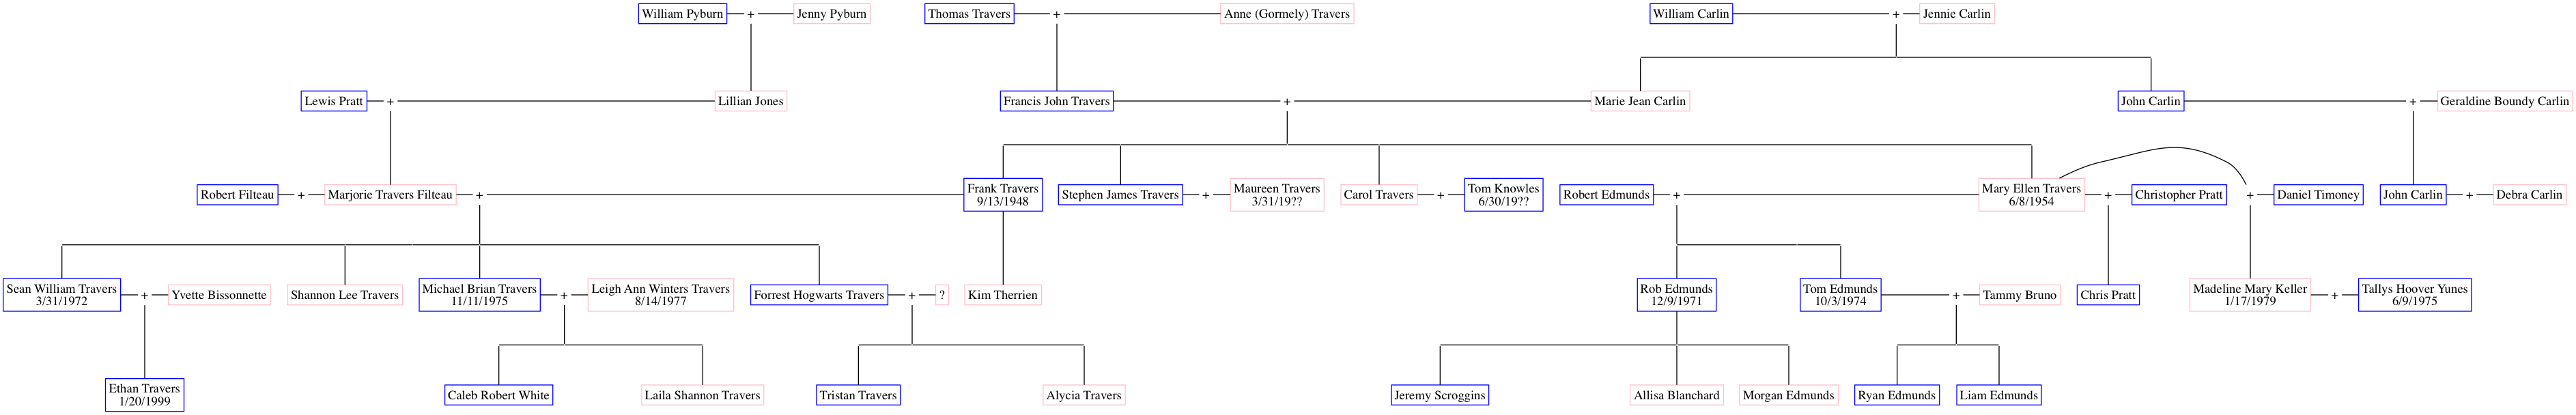 William Pyburn + Jenny Pyburn
Thomas Travers + Anne (Gormely) Travers
William Carlin + Jennie Carlin
Lewis Pratt + Lillian Jones
Francis John Travers + Marie Jean Carlin
John Carlin + Geraldine Boundy Carlin
Robert Filteau + Marjorie Travers Filteau +
Frank Travers
9/13/1948
Stephen James Travers +
Maureen Travers
3/31/19??
Carol Travers +
Tom Knowles
6/30/19??
Robert Edmunds +
Mary Ellen Travers
6/8/1954
+ Christopher Pratt
+ Daniel Timoney
John Carlin + Debra Carlin
Sean William Travers
3/31/1972
+ Yvette Bissonnette
Shannon Lee Travers
Michael Brian Travers
11/11/1975
+
Leigh Ann Winters Travers
8/14/1977
Forrest Hogwarts Travers + ?
Kim Therrien
Rob Edmunds
12/9/1971
Tom Edmunds
10/3/1974
+ Tammy Bruno
Chris Pratt
Madeline Mary Keller
1/17/1979
+
Tallys Hoover Yunes
6/9/1975
Ethan Travers
1/20/1999
Caleb Robert White
Laila Shannon Travers
Tristan Travers
Alycia Travers
Jeremy Scroggins
Allisa Blanchard
Morgan Edmunds
Ryan Edmunds
Liam Edmunds